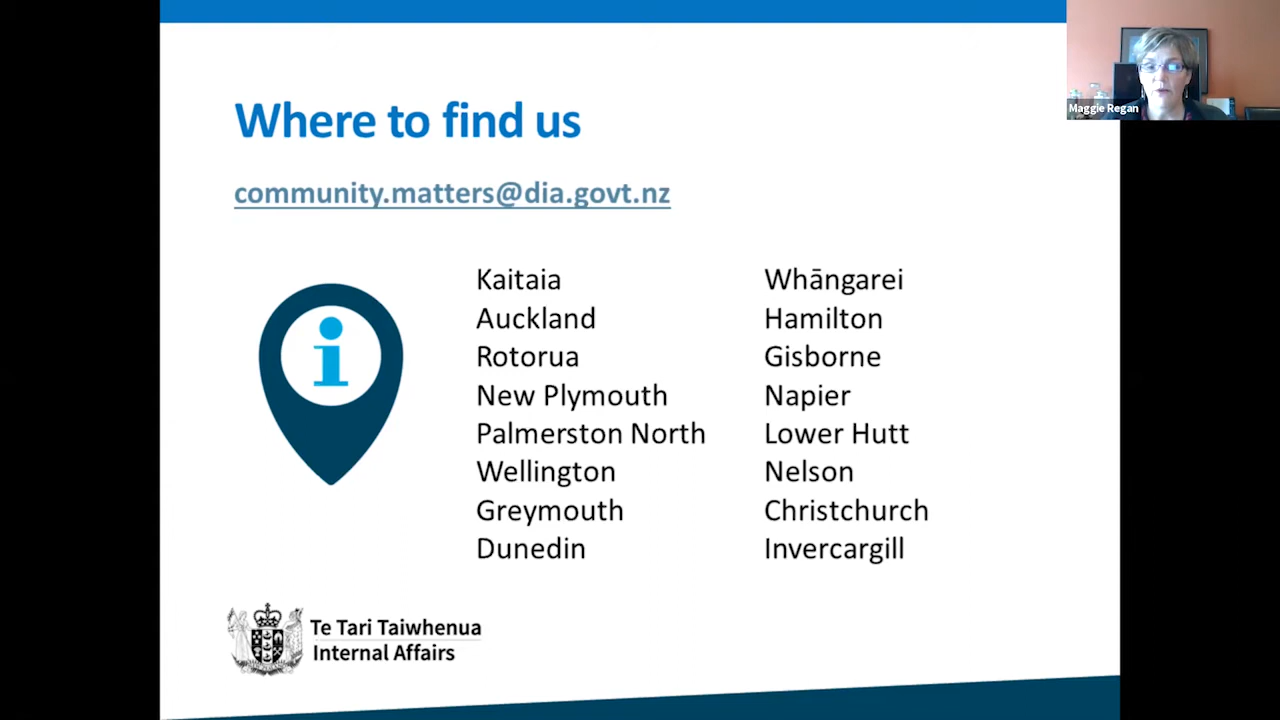 Maggie Regan
Where to find us
community.matters@dia.govt.nz
Kaitaia
Auckland
Rotorua
New Plymouth
Palmerston North
Wellington
Greymouth
Dunedin
Whāngarei
Hamilton
Gisborne
Napier
Lower Hutt
Nelson
Christchurch
Invercargill
i
Te Tari Taiwhenua
Internal Affairs